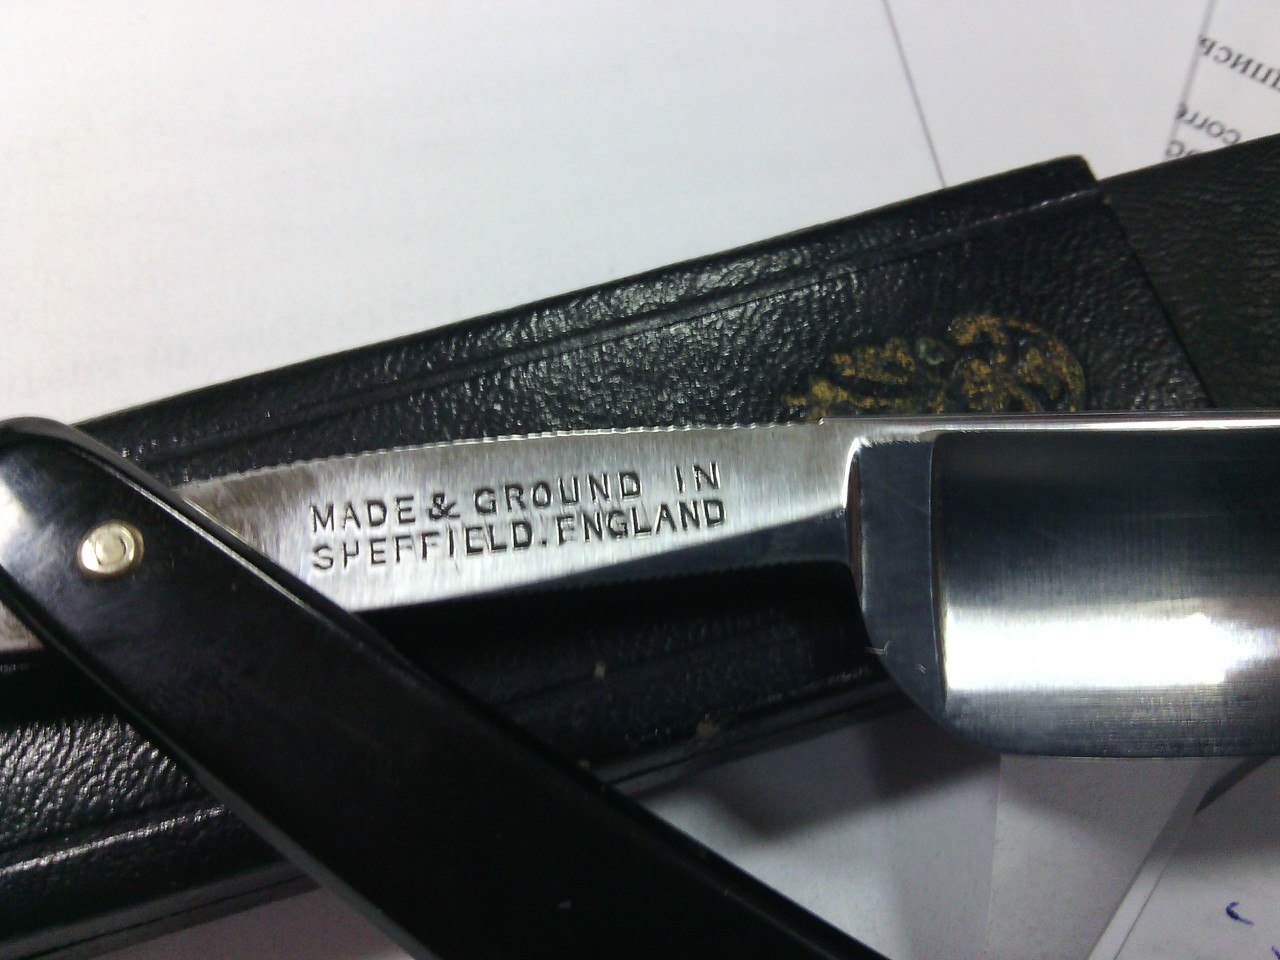 MADE & GROUND IN
SHEFFIELD. ENGLAND